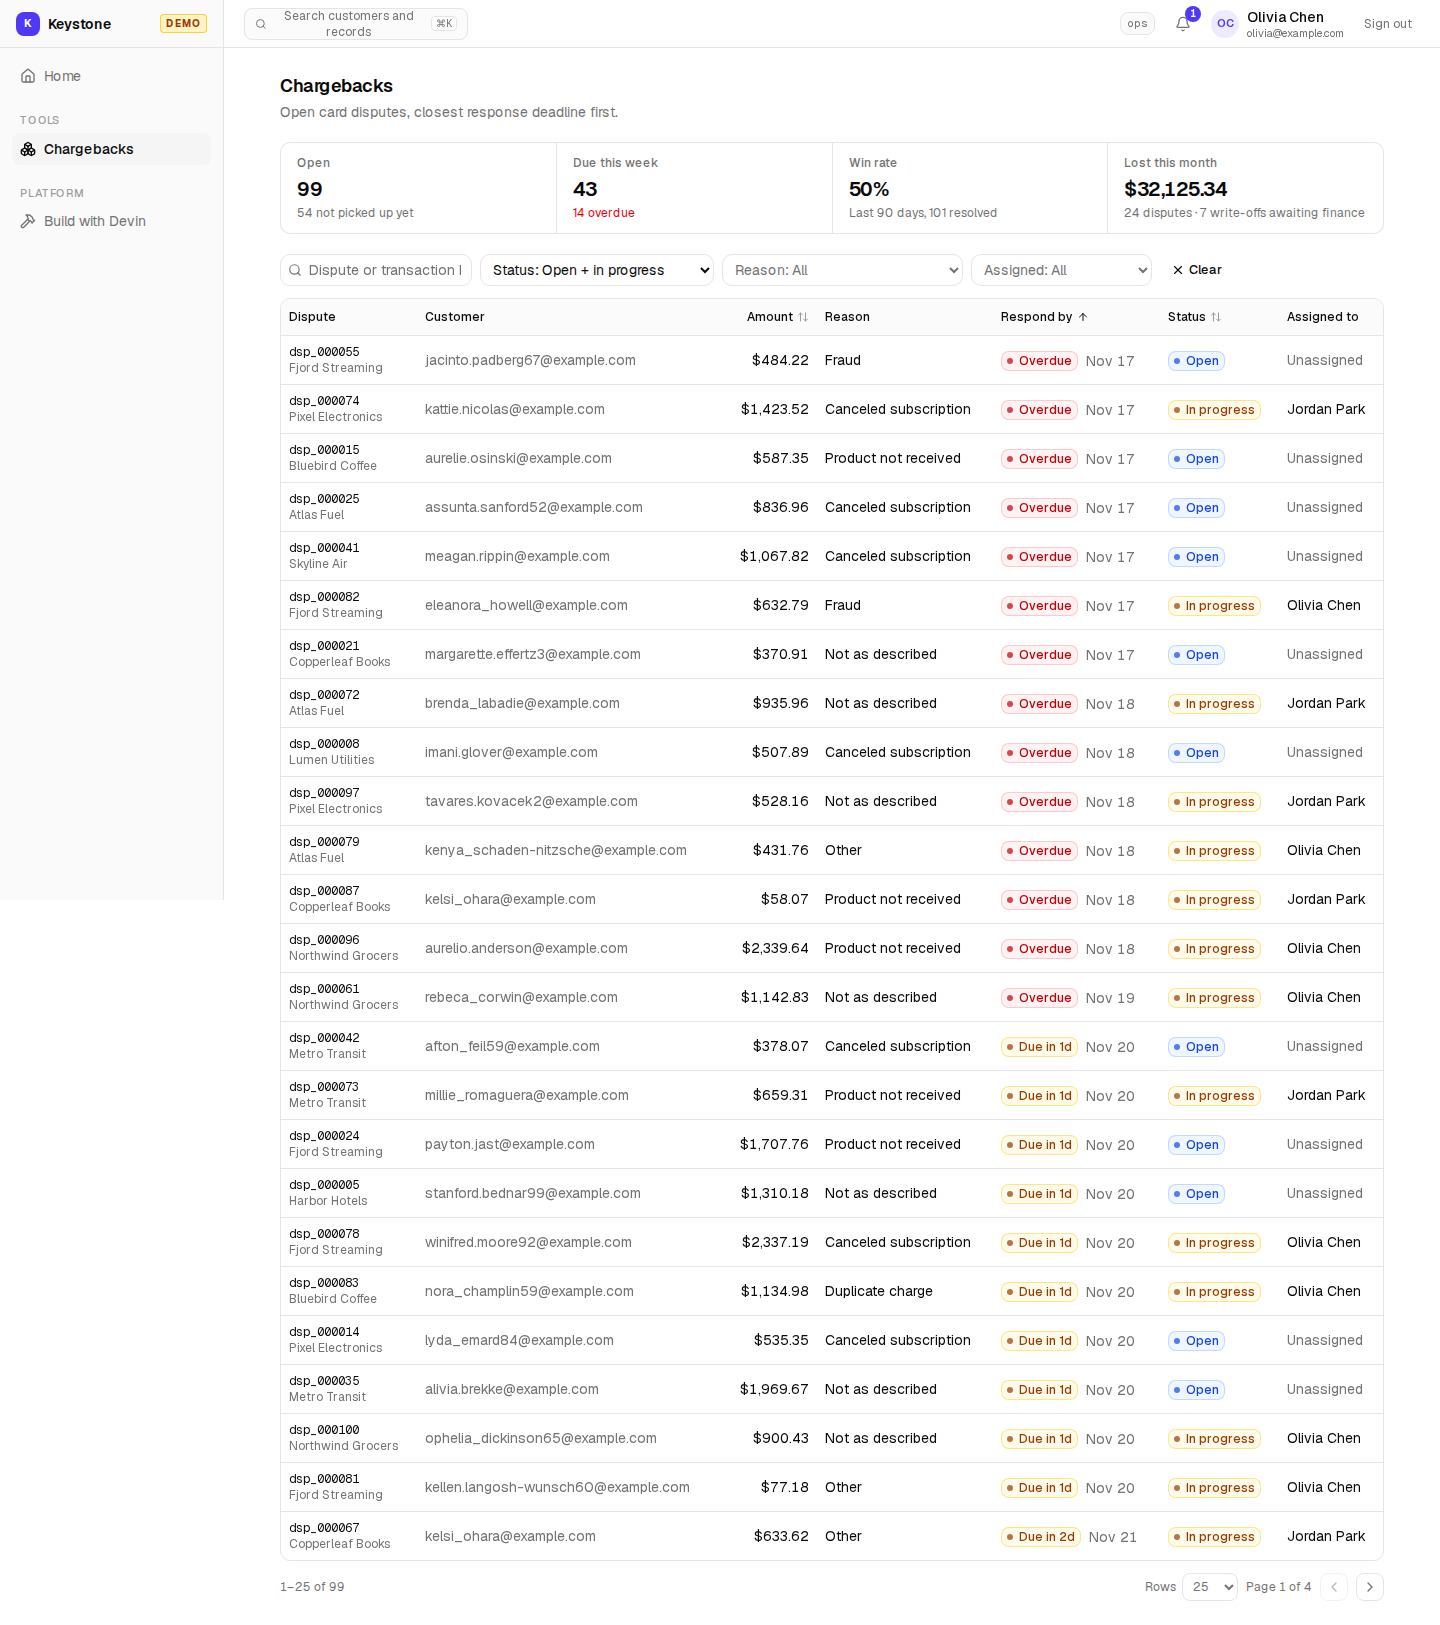 K Keystone DEMO
Search customers and records ⌘K
ops
1
OC
Olivia Chen
olivia@example.com
Sign out
Home
TOOLS
Chargebacks
PLATFORM
Build with Devin
Chargebacks
Open card disputes, closest response deadline first.
Open
99
54 not picked up yet
Due this week
43
14 overdue
Win rate
50%
Last 90 days, 101 resolved
Lost this month
$32,125.34
24 disputes · 7 write-offs awaiting finance
Dispute or transaction I
Status: Open + in progress
Reason: All
Assigned: All
Clear
Dispute Customer Amount Reason Respond by Status Assigned to
dsp_000055 Fjord Streaming jacinto.padberg67@example.com $484.22 Fraud Overdue Nov 17 Open Unassigned
dsp_000074 Pixel Electronics kattie.nicolas@example.com $1,423.52 Canceled subscription Overdue Nov 17 In progress Jordan Park
dsp_000015 Bluebird Coffee aurelie.osinski@example.com $587.35 Product not received Overdue Nov 17 Open Unassigned
dsp_000025 Atlas Fuel assunta.sanford52@example.com $836.96 Canceled subscription Overdue Nov 17 Open Unassigned
dsp_000041 Skyline Air meagan.rippin@example.com $1,067.82 Canceled subscription Overdue Nov 17 Open Unassigned
dsp_000082 Fjord Streaming eleanora_howell@example.com $632.79 Fraud Overdue Nov 17 In progress Olivia Chen
dsp_000021 Copperleaf Books margarette.effertz3@example.com $370.91 Not as described Overdue Nov 17 Open Unassigned
dsp_000072 Atlas Fuel brenda_labadie@example.com $935.96 Not as described Overdue Nov 18 In progress Jordan Park
dsp_000008 Lumen Utilities imani.glover@example.com $507.89 Canceled subscription Overdue Nov 18 Open Unassigned
dsp_000097 Pixel Electronics tavares.kovacek2@example.com $528.16 Not as described Overdue Nov 18 In progress Jordan Park
dsp_000079 Atlas Fuel kenya_schaden-nitzsche@example.com $431.76 Other Overdue Nov 18 In progress Olivia Chen
dsp_000087 Copperleaf Books kelsi_ohara@example.com $58.07 Product not received Overdue Nov 18 In progress Jordan Park
dsp_000096 Northwind Grocers aurelio.anderson@example.com $2,339.64 Product not received Overdue Nov 18 In progress Olivia Chen
dsp_000061 Northwind Grocers rebeca_corwin@example.com $1,142.83 Not as described Overdue Nov 19 In progress Olivia Chen
dsp_000042 Metro Transit afton_feil59@example.com $378.07 Canceled subscription Due in 1d Nov 20 Open Unassigned
dsp_000073 Metro Transit millie_romaguera@example.com $659.31 Product not received Due in 1d Nov 20 In progress Jordan Park
dsp_000024 Fjord Streaming payton.jast@example.com $1,707.76 Product not received Due in 1d Nov 20 Open Unassigned
dsp_000005 Harbor Hotels stanford.bednar99@example.com $1,310.18 Not as described Due in 1d Nov 20 Open Unassigned
dsp_000078 Fjord Streaming winifred.moore92@example.com $2,337.19 Canceled subscription Due in 1d Nov 20 In progress Olivia Chen
dsp_000083 Bluebird Coffee nora_champlin59@example.com $1,134.98 Duplicate charge Due in 1d Nov 20 In progress Olivia Chen
dsp_000014 Pixel Electronics lyda_emard84@example.com $535.35 Canceled subscription Due in 1d Nov 20 Open Unassigned
dsp_000035 Metro Transit alivia.brekke@example.com $1,969.67 Not as described Due in 1d Nov 20 Open Unassigned
dsp_000100 Northwind Grocers ophelia_dickinson65@example.com $900.43 Not as described Due in 1d Nov 20 In progress Olivia Chen
dsp_000081 Fjord Streaming kellen.langosh-wunsch60@example.com $77.18 Other Due in 1d Nov 20 In progress Olivia Chen
dsp_000067 Copperleaf Books kelsi_ohara@example.com $633.62 Other Due in 2d Nov 21 In progress Jordan Park
1–25 of 99
Rows 25 Page 1 of 4